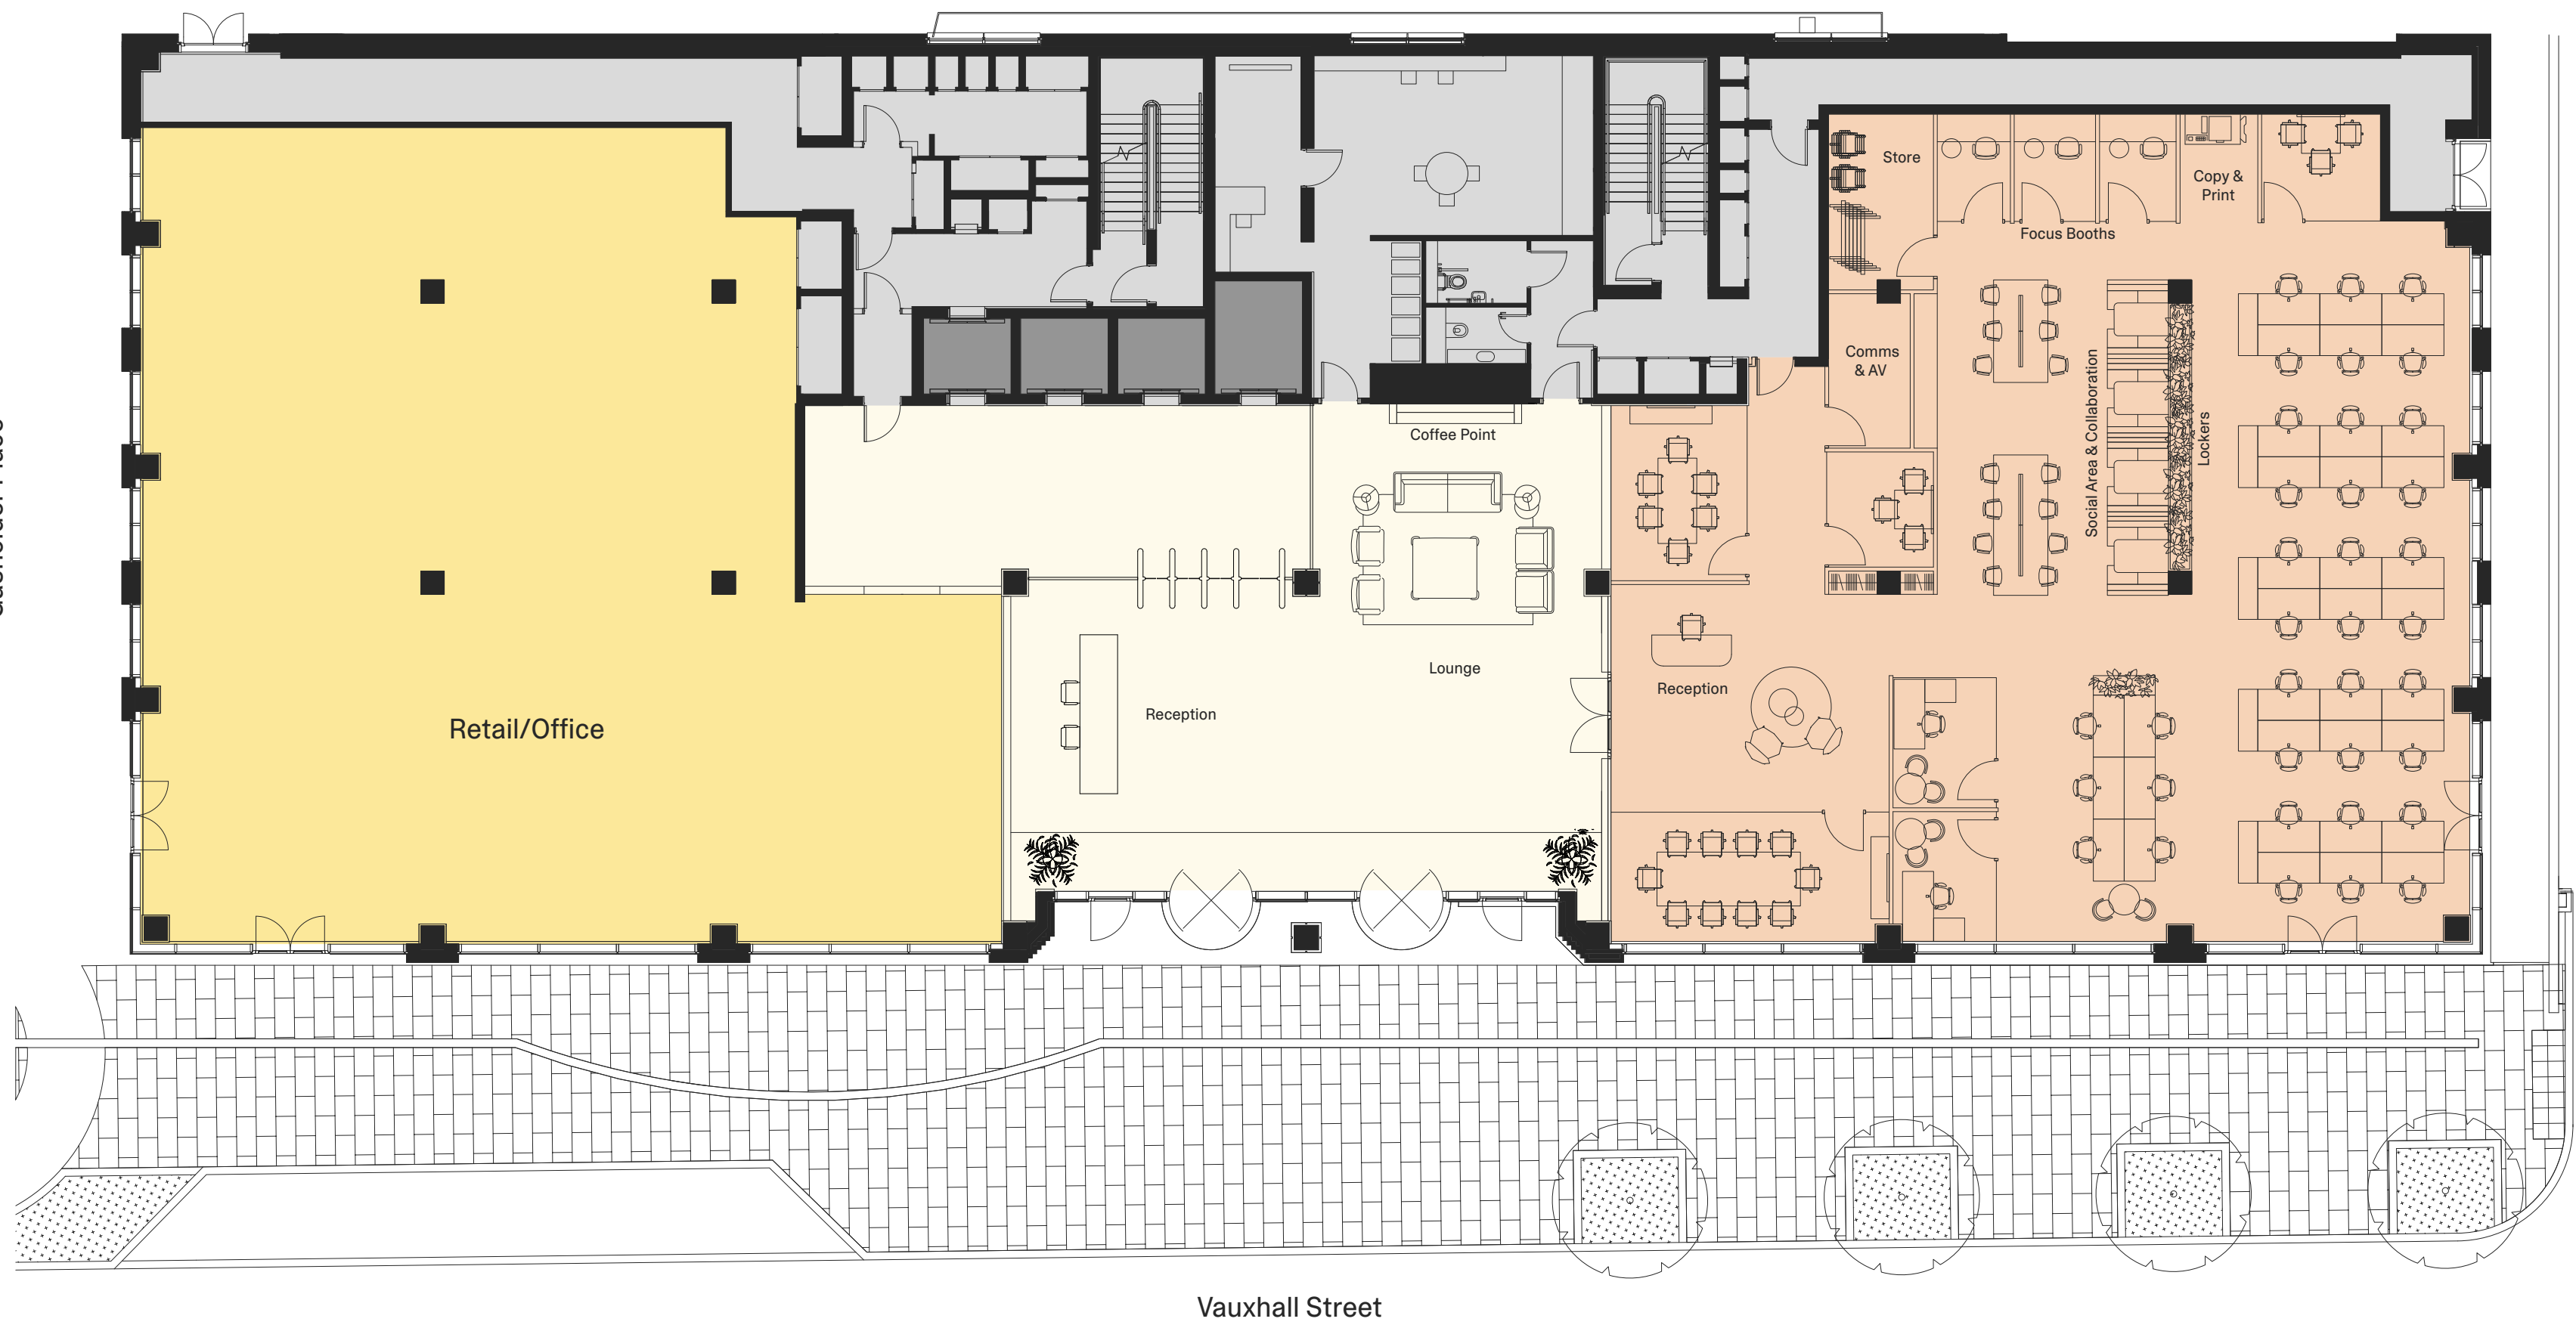 Store
Copy &
Print
Focus Booths
Comms
& AV
Social Area & Collaboration
Lockers
Coffee Point
Lounge
Reception
Reception
Retail/Office
Vauxhall Street